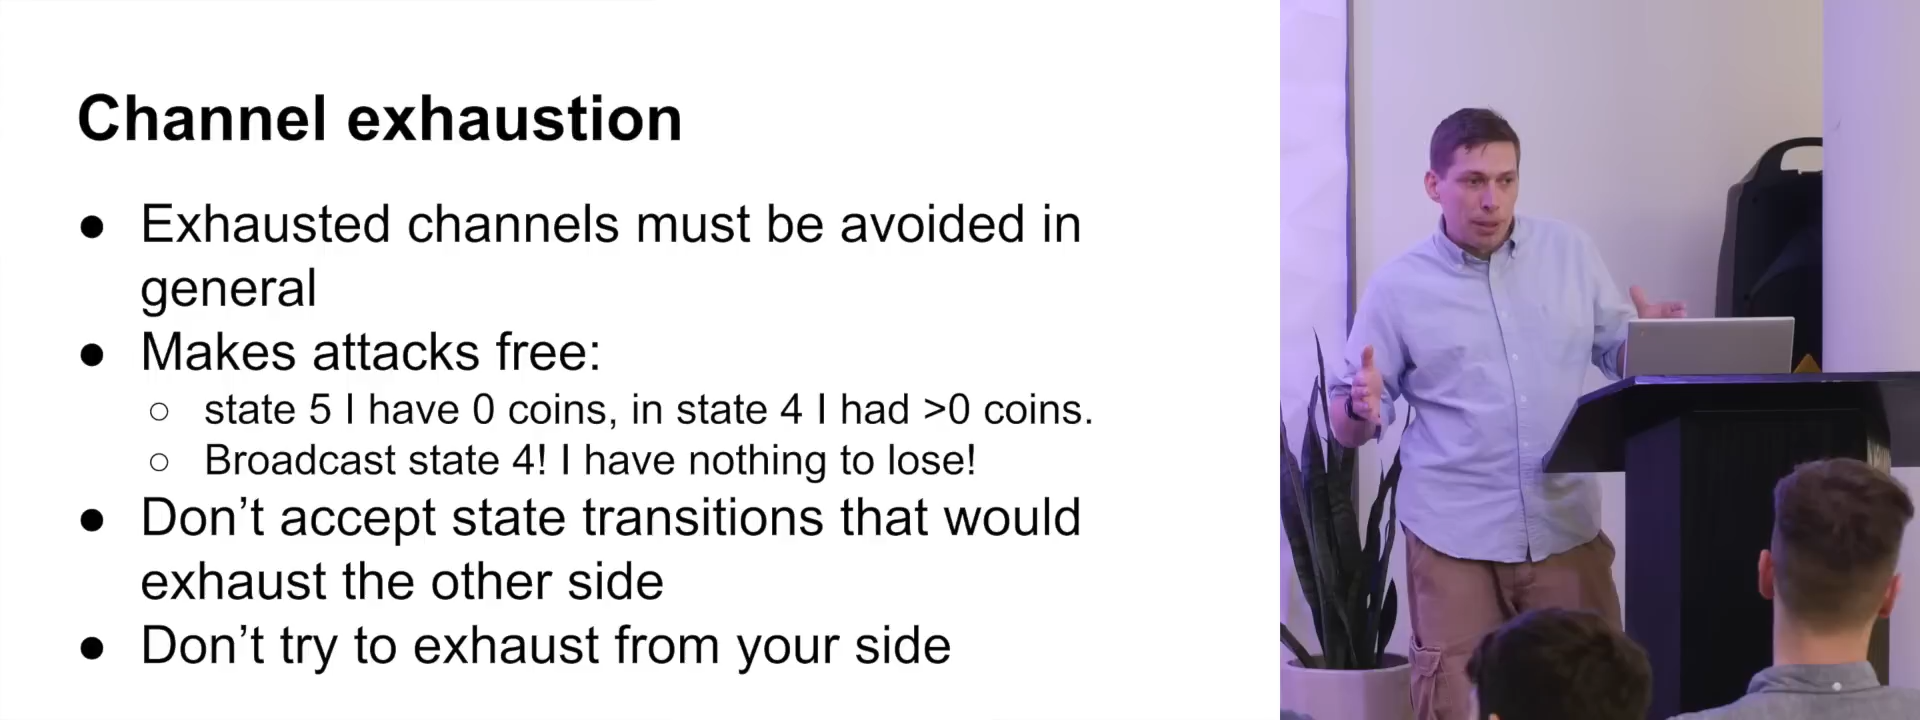 Channel exhaustion
● Exhausted channels must be avoided in
general
● Makes attacks free:
○ state 5 I have 0 coins, in state 4 I had >0 coins.
○ Broadcast state 4! I have nothing to lose!
● Don’t accept state transitions that would
exhaust the other side
● Don’t try to exhaust from your side